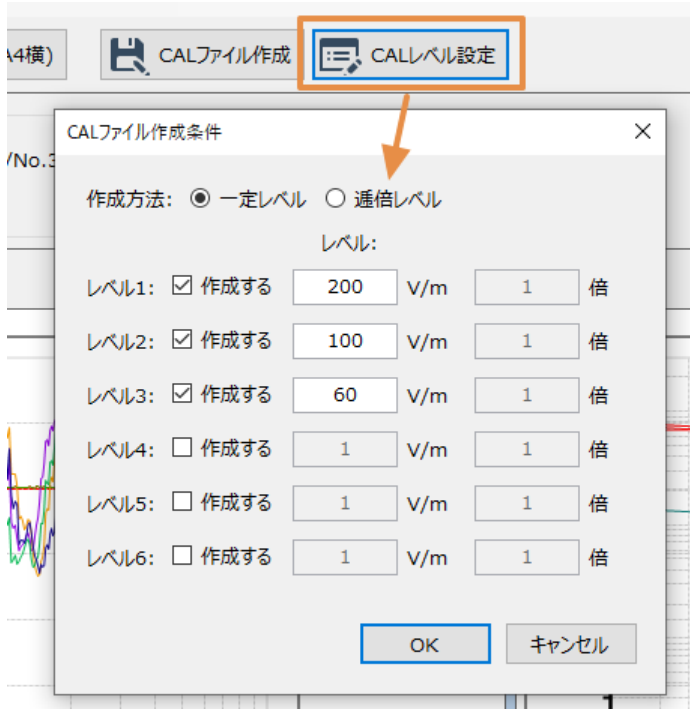 A4横) CALファイル作成 CALレベル設定
CALファイル作成条件
/No.3
作成方法: 一定レベル 逓倍レベル
レベル:
レベル1: 作成する 200 V/m 1 倍
レベル2: 作成する 100 V/m 1 倍
レベル3: 作成する 60 V/m 1 倍
レベル4: 作成する 1 V/m 1 倍
レベル5: 作成する 1 V/m 1 倍
レベル6: 作成する 1 V/m 1 倍
OK キャンセル